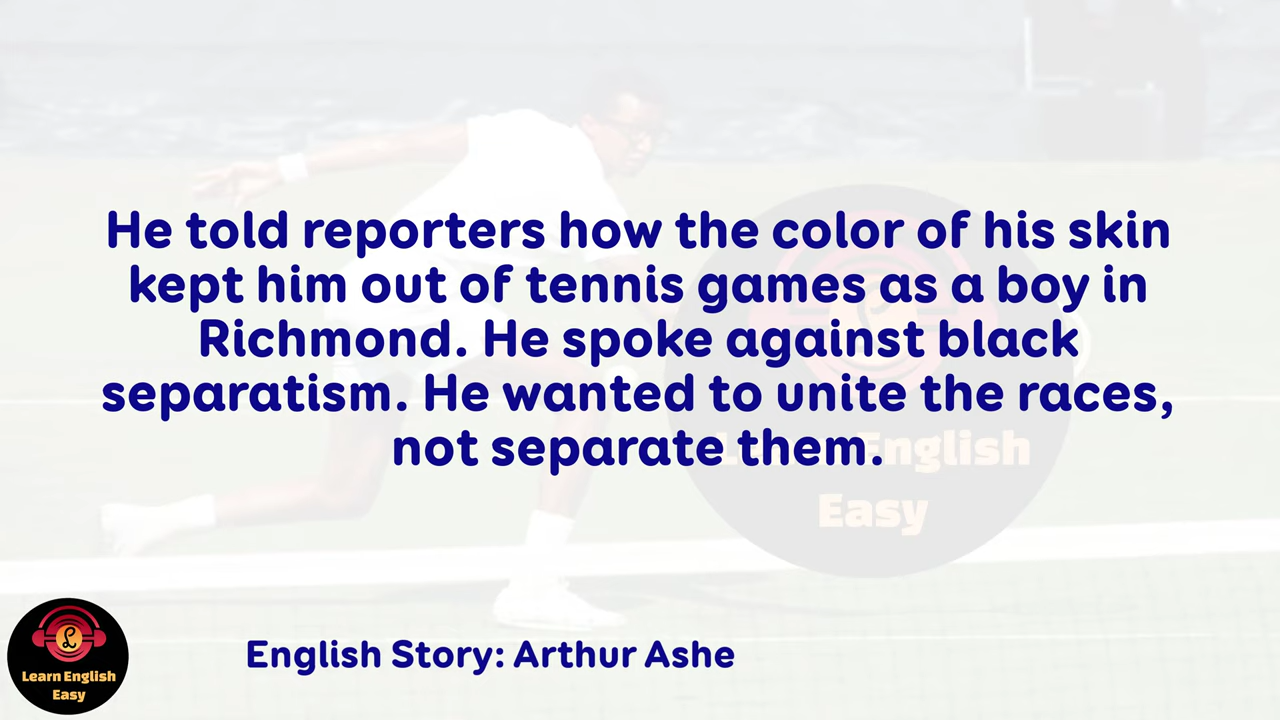 He told reporters how the color of his skin
kept him out of tennis games as a boy in
Richmond. He spoke against black
separatism. He wanted to unite the races,
not separate them.
English
Easy
English Story: Arthur Ashe
Learn English
Easy